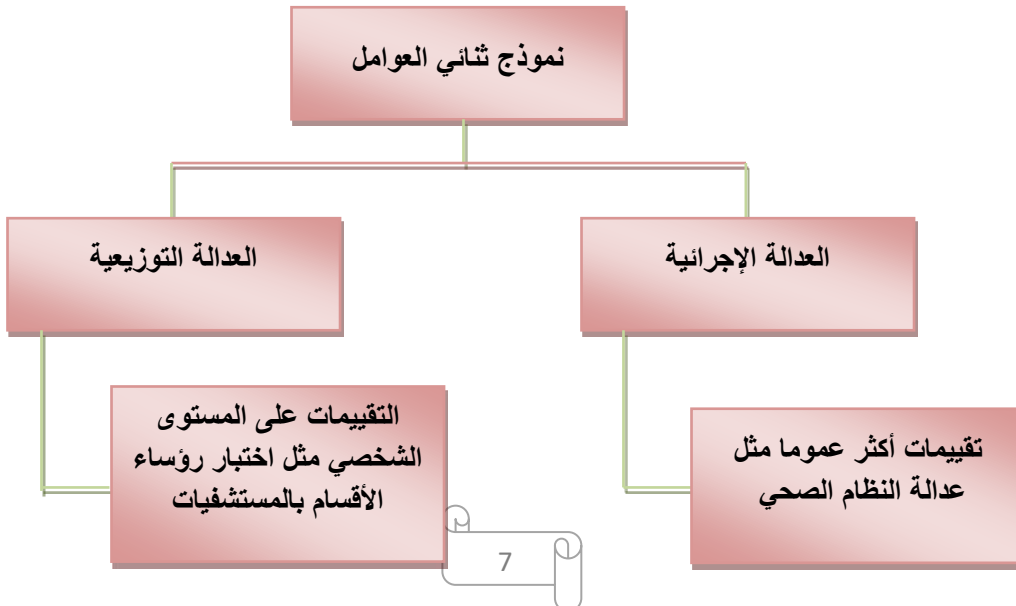 نموذج ثنائي العوامل
العدالة الإجرائية
العدالة التوزيعية
تقييمات أكثر عموما مثل
عدالة النظام الصحي
التقييمات على المستوى
الشخصي مثل اختبار رؤساء
الأقسام بالمستشفيات
7